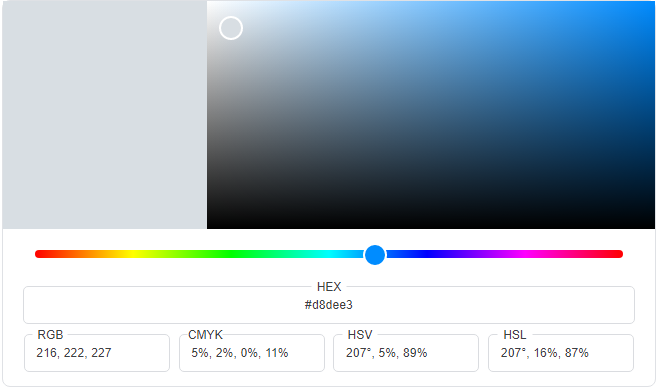 HEX
#d8dee3
RGB
216, 222, 227
CMYK
5%, 2%, 0%, 11%
HSV
207°, 5%, 89%
HSL
207°, 16%, 87%